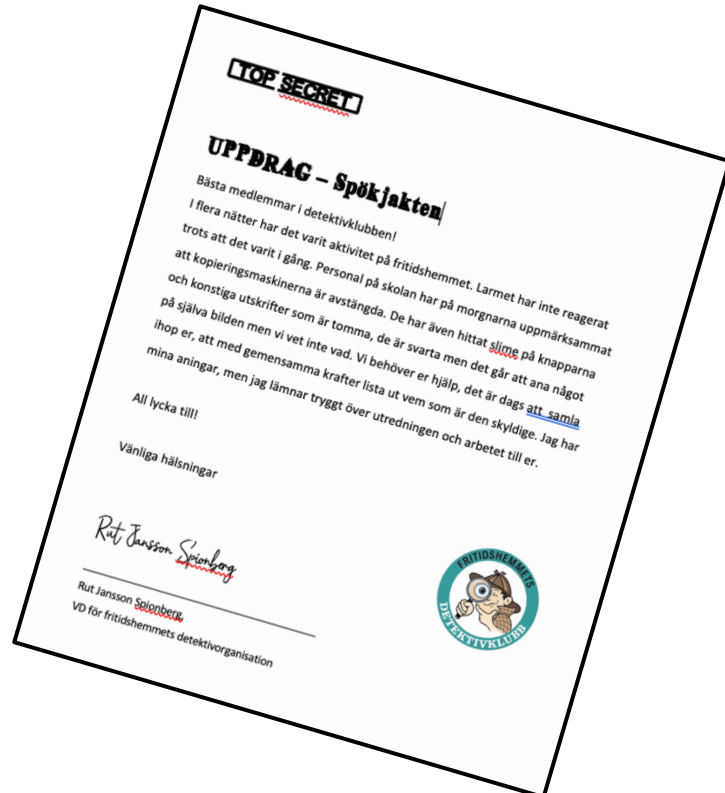 TOP SECRET
UPPDRAG – Spökjakten
Bästa medlemmar i detektivklubben!
I flera nätter har det varit aktivitet på fritidshemmet. Larmet har inte reagerat
trots att det varit i gång. Personal på skolan har på morgnarna uppmärksammat
att kopieringsmaskinerna är avstängda. De har även hittat slime på knapparna
och konstiga utskrifter som är tomma, de är svarta men det går att ana något
på själva bilden men vi vet inte vad. Vi behöver er hjälp, det är dags att samla
ihop er, att med gemensamma krafter lista ut vem som är den skyldige. Jag har
mina aningar, men jag lämnar tryggt över utredningen och arbetet till er.
All lycka till!
Vänliga hälsningar
Rut Jansson Spionberg
Rut Jansson Spionberg
VD för fritidshemmets detektivorganisation
FRITIDSHEMMETS
DETEKTIVKLUBB